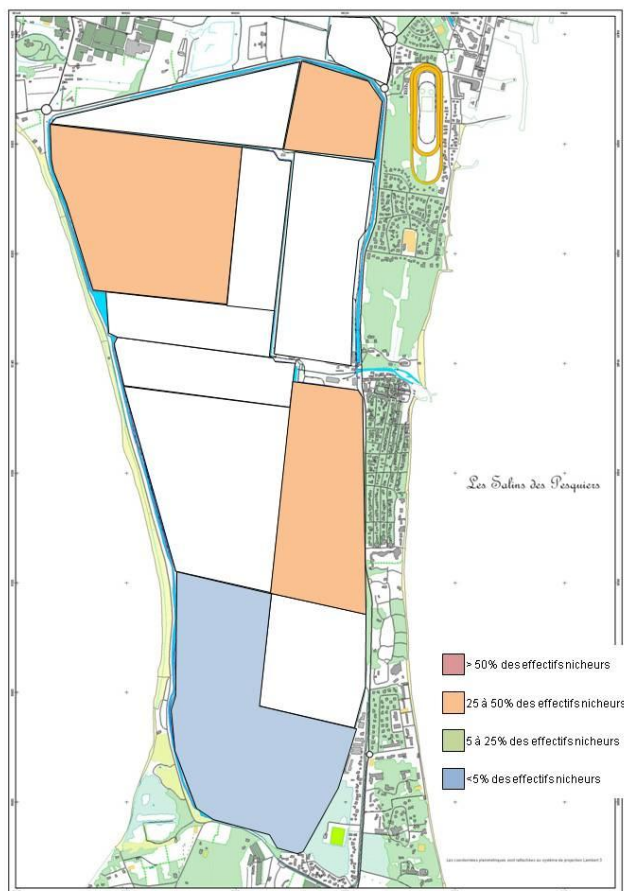 Les Salins des Pesquiers
> 50% des effectifs nicheurs
25 à 50% des effectifs nicheurs
5 à 25% des effectifs nicheurs
<5% des effectifs nicheurs